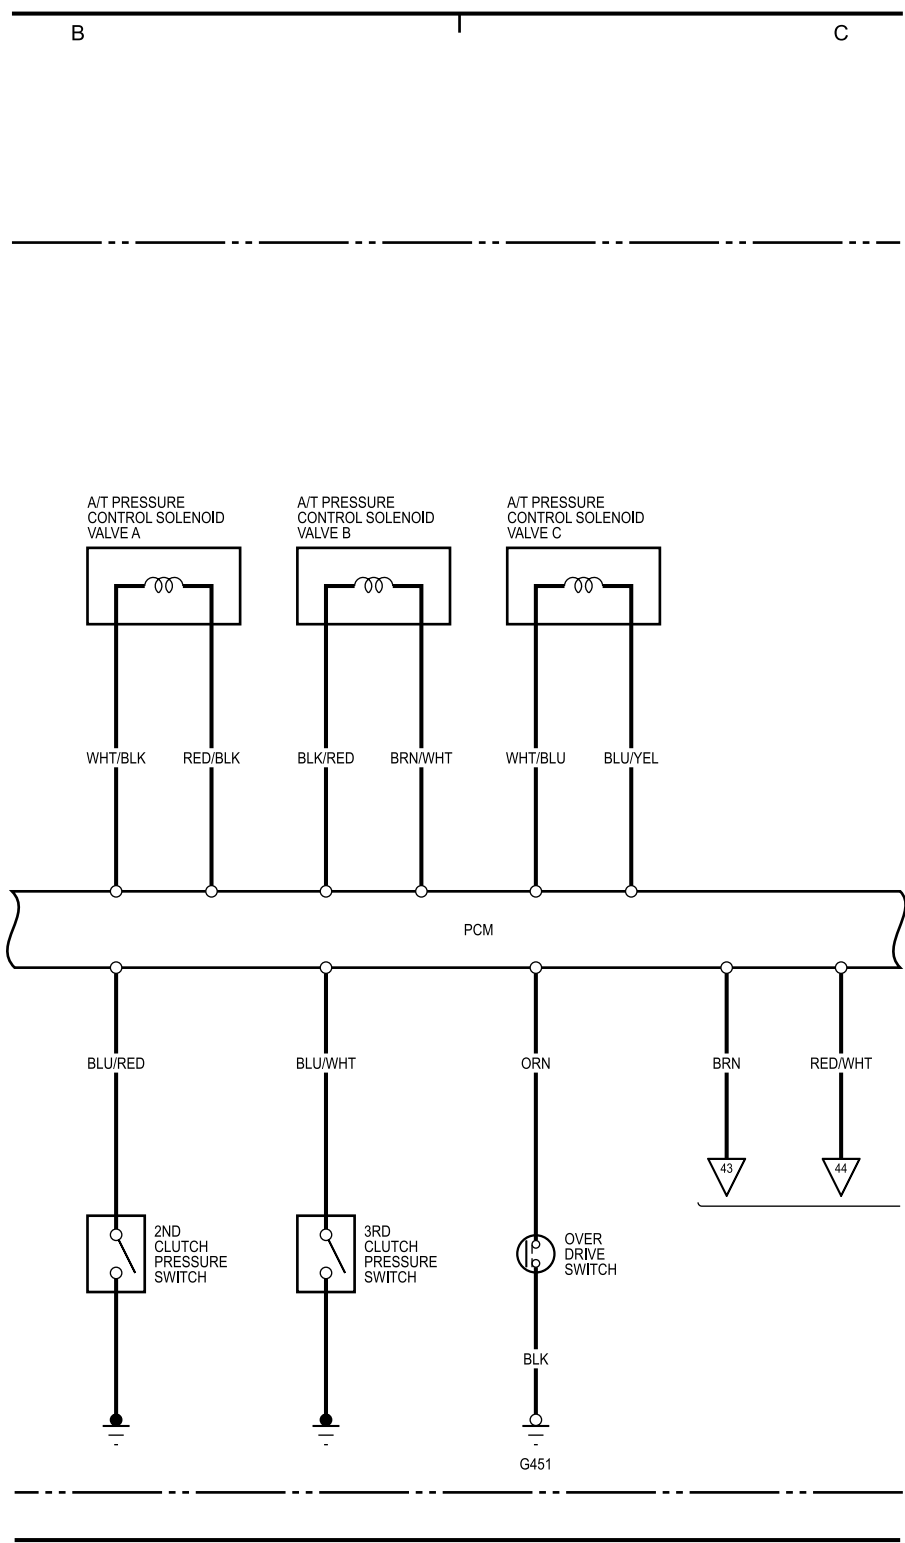 B
C
A/T PRESSURE
CONTROL SOLENOID
VALVE A
A/T PRESSURE
CONTROL SOLENOID
VALVE B
A/T PRESSURE
CONTROL SOLENOID
VALVE C
WHT/BLK
RED/BLK
BLK/RED
BRN/WHT
WHT/BLU
BLU/YEL
PCM
BLU/RED
BLU/WHT
ORN
BRN
RED/WHT
43
44
2ND
CLUTCH
PRESSURE
SWITCH
3RD
CLUTCH
PRESSURE
SWITCH
OVER
DRIVE
SWITCH
BLK
G451